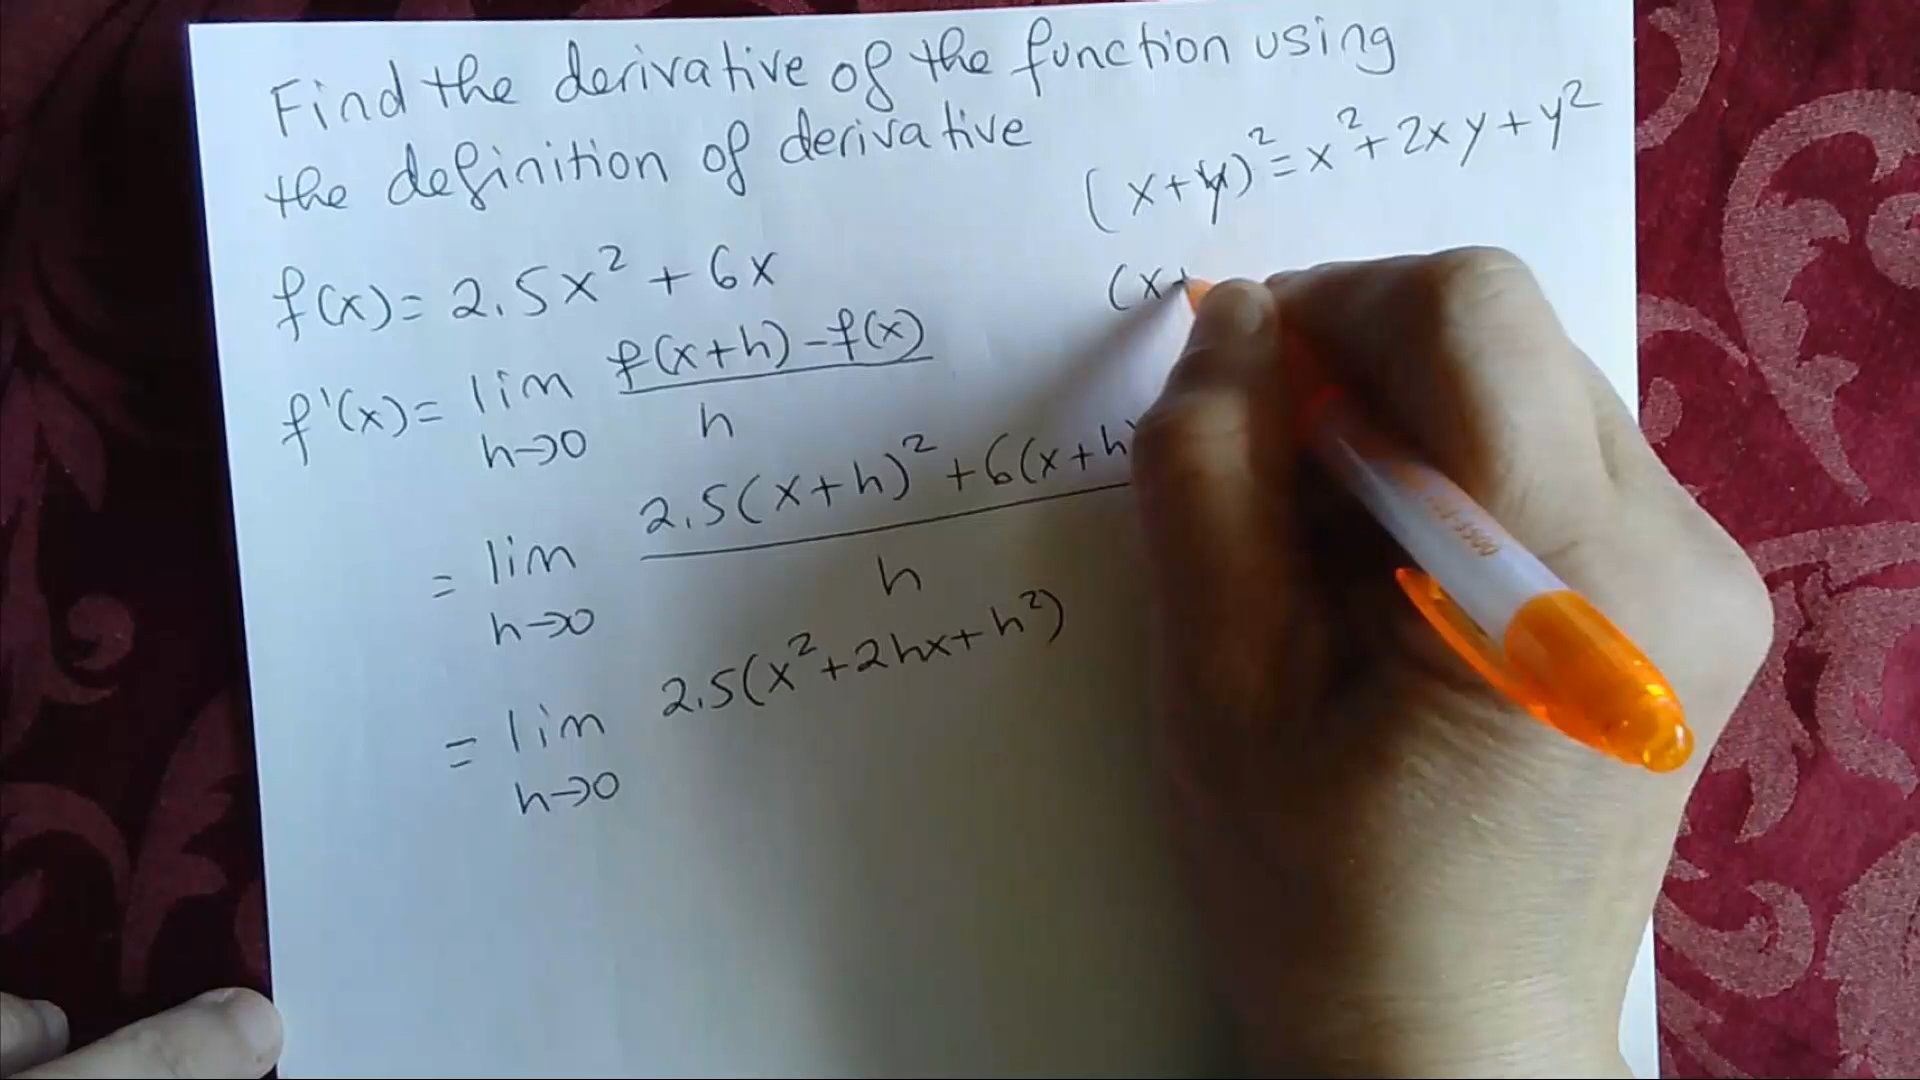 Find the derivative of the function using
the definition of derivative
(x+y)²=x²+2xy+y²
f(x)=2.5x²+6x
(x+
f'(x)= lim h→0 f(x+h)-f(x) / h
= lim h→0 2.5(x+h)²+6(x+h) / h
= lim h→0 2.5(x²+2hx+h²)